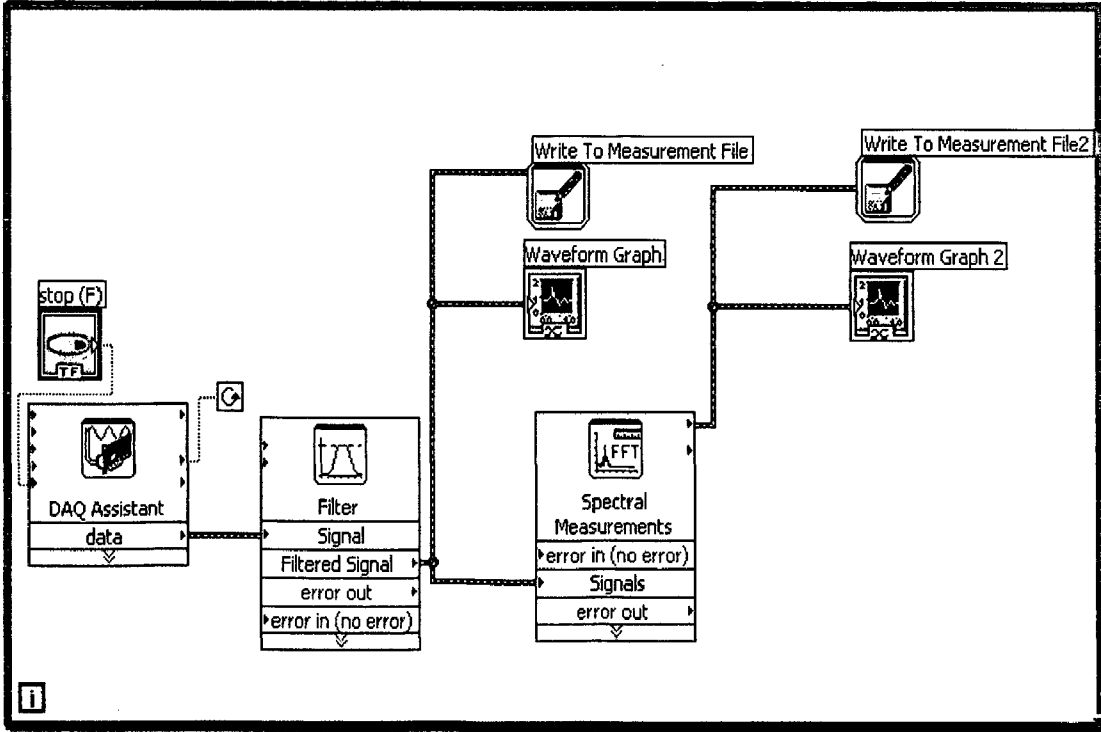 Write To Measurement File
Write To Measurement File2
Waveform Graph
Waveform Graph 2
stop (F)
TF
DAQ Assistant
data
Filter
Signal
Filtered Signal
error out
error in (no error)
FFT
Spectral
Measurements
error in (no error)
Signals
error out
i